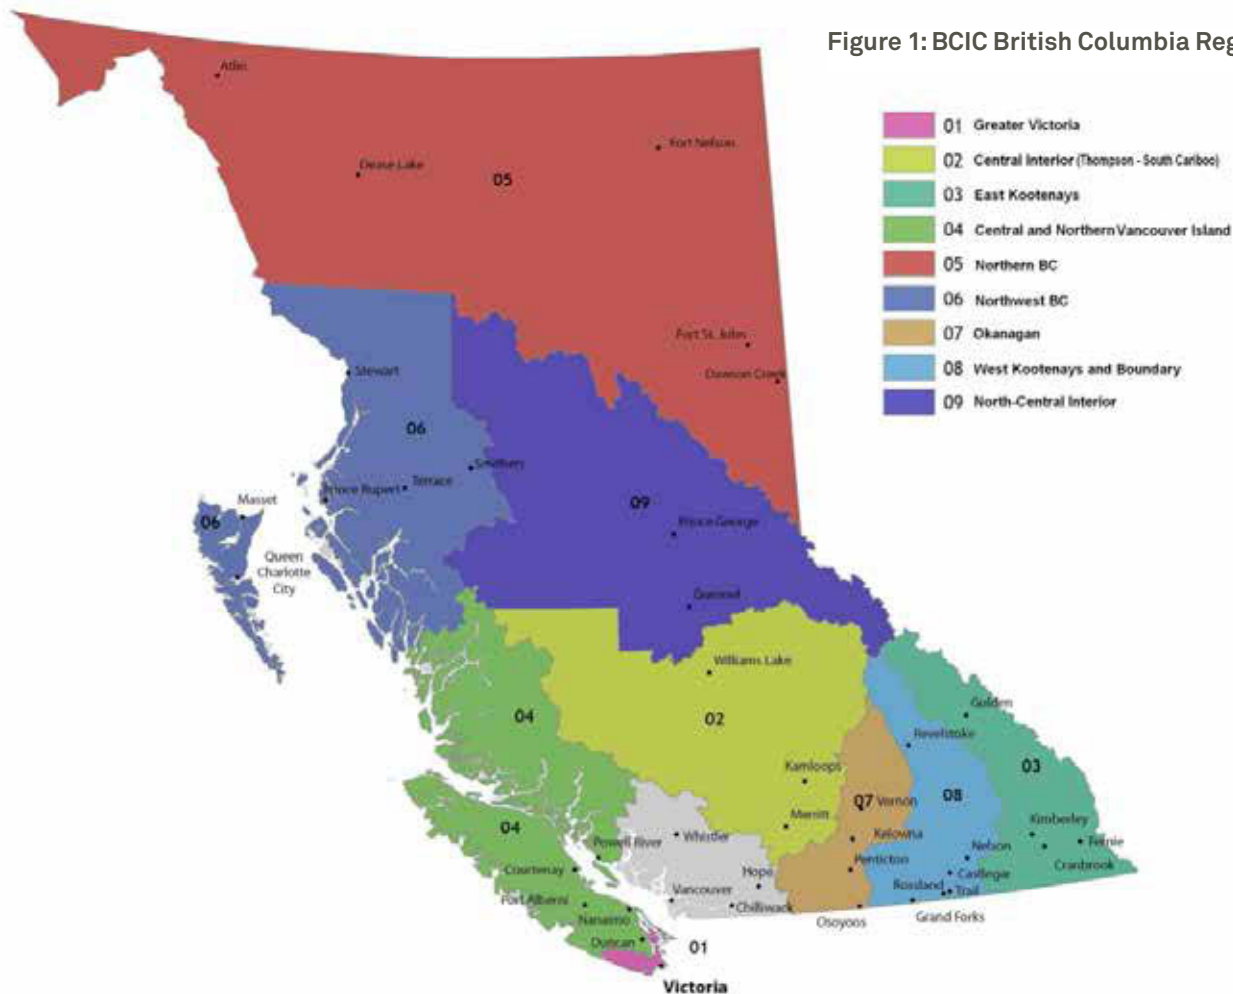 Figure 1: BCIC British Columbia Reg
01 Greater Victoria
02 Central Interior (Thompson - South Cariboo)
03 East Kootenays
04 Central and Northern Vancouver Island
05 Northern BC
06 Northwest BC
07 Okanagan
08 West Kootenays and Boundary
09 North-Central Interior
Atlin
Fort Nelson
Dease Lake
05
Fort St. John
Dawson Creek
Stewart
06
Smithers
Terrace
Prince Rupert
Masset
06
Queen
Charlotte
City
09
Prince George
Quesnel
Williams Lake
04
02
Golden
Revelstoke
03
Kamloops
07 Vernon
08
Merritt
Kelowna
Kimberley
Fernie
Cranbrook
04
Powell River
Whistler
Nelson
Courtenay
Hope
Penticton
Castlegar
Rossland
Trail
Port Alberni
Vancouver
Chilliwack
Nanaimo
Osoyoos
Grand Forks
Duncan
01
Victoria